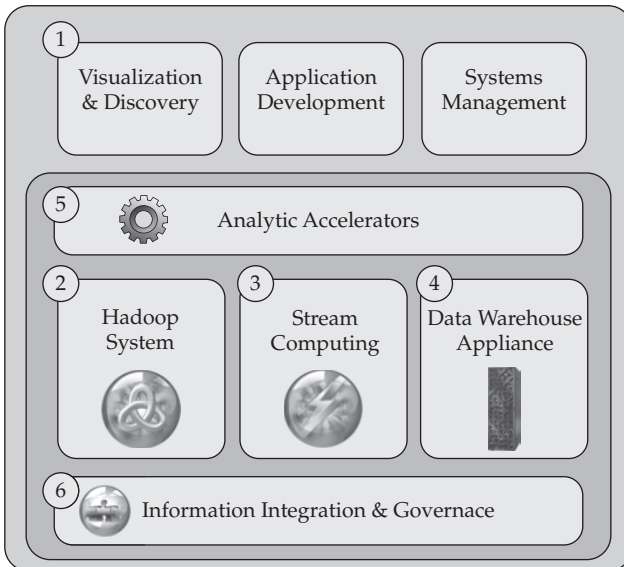 1
Visualization
& Discovery
Application
Development
Systems
Management
5
Analytic Accelerators
2
Hadoop
System
3
Stream
Computing
4
Data Warehouse
Appliance
6
Information Integration & Governace